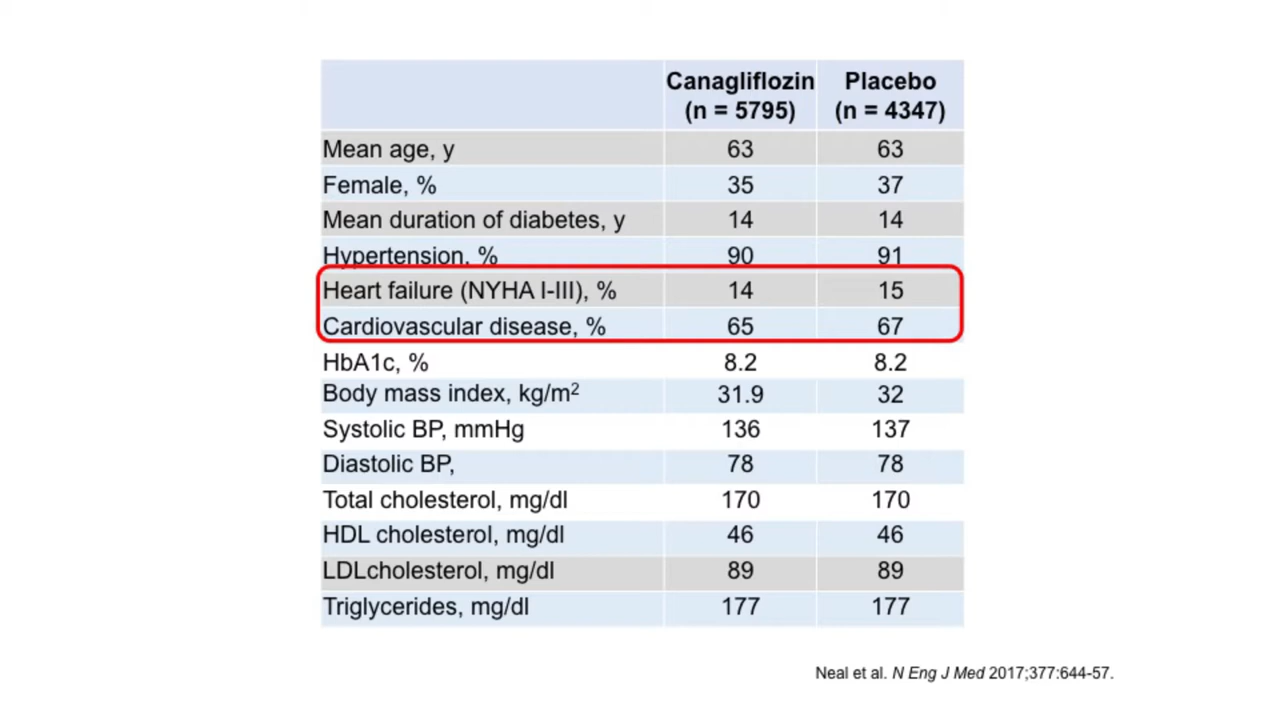 Canagliflozin Placebo
(n = 5795) (n = 4347)
Mean age, y 63 63
Female, % 35 37
Mean duration of diabetes, y 14 14
Hypertension, % 90 91
Heart failure (NYHA I-III), % 14 15
Cardiovascular disease, % 65 67
HbA1c, % 8.2 8.2
Body mass index, kg/m² 31.9 32
Systolic BP, mmHg 136 137
Diastolic BP, 78 78
Total cholesterol, mg/dl 170 170
HDL cholesterol, mg/dl 46 46
LDLcholesterol, mg/dl 89 89
Triglycerides, mg/dl 177 177
Neal et al. N Eng J Med 2017;377:644-57.